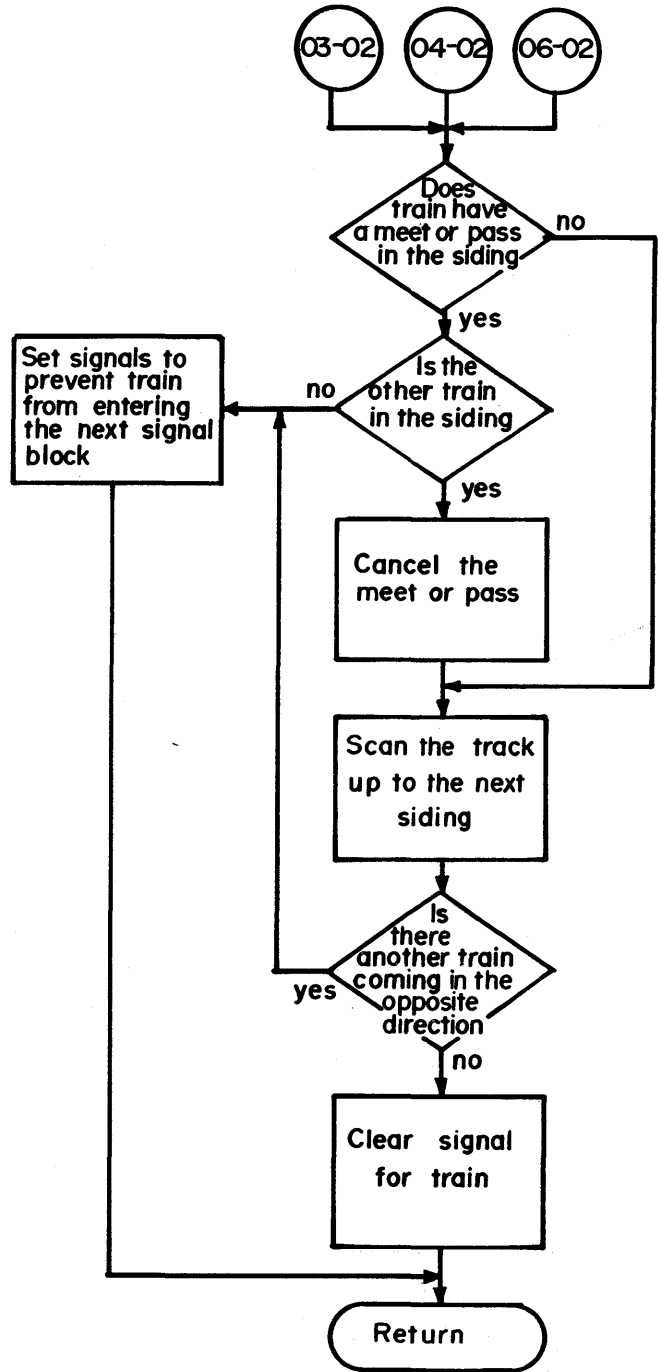 03-02 04-02 06-02
Does
train have
a meet or pass
in the siding
no
yes
Set signals to
prevent train
from entering
the next signal
block
no
Is the
other train
in the siding
yes
Cancel the
meet or pass
Scan the track
up to the next
siding
Is
there
another train
coming in the
opposite
direction
yes
no
Clear signal
for train
Return